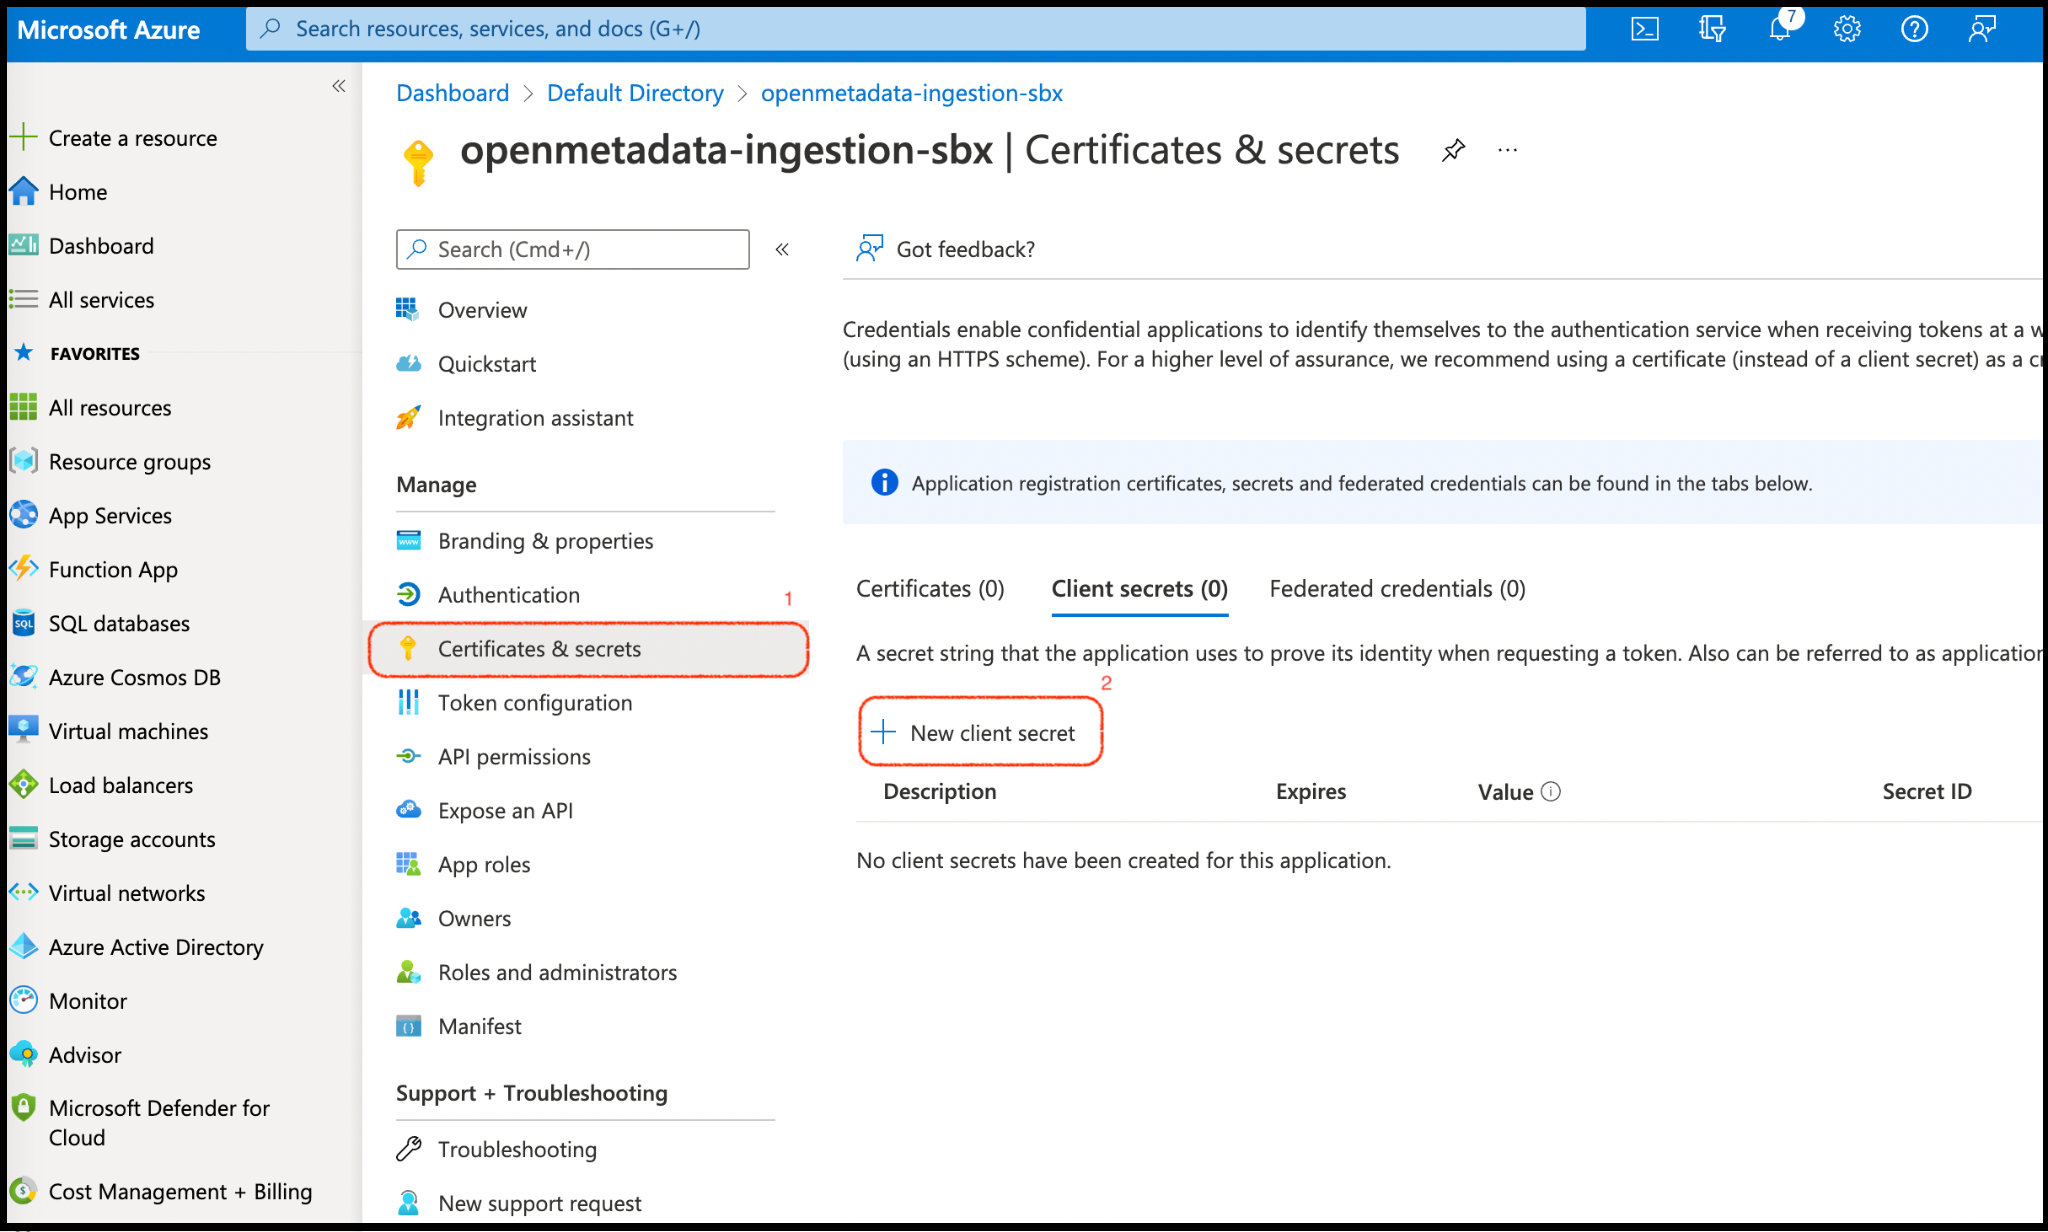 Microsoft Azure
Search resources, services, and docs (G+/)
7
Create a resource
Home
Dashboard
All services
FAVORITES
All resources
Resource groups
App Services
Function App
SQL databases
Azure Cosmos DB
Virtual machines
Load balancers
Storage accounts
Virtual networks
Azure Active Directory
Monitor
Advisor
Microsoft Defender for
Cloud
Cost Management + Billing
Dashboard > Default Directory > openmetadata-ingestion-sbx
openmetadata-ingestion-sbx | Certificates & secrets
Search (Cmd+/)
Overview
Quickstart
Integration assistant
Manage
Branding & properties
Authentication
1
Certificates & secrets
Token configuration
API permissions
Expose an API
App roles
Owners
Roles and administrators
Manifest
Support + Troubleshooting
Troubleshooting
New support request
Got feedback?
Credentials enable confidential applications to identify themselves to the authentication service when receiving tokens at a
(using an HTTPS scheme). For a higher level of assurance, we recommend using a certificate (instead of a client secret) as a
Application registration certificates, secrets and federated credentials can be found in the tabs below.
Certificates (0)
Client secrets (0)
Federated credentials (0)
A secret string that the application uses to prove its identity when requesting a token. Also can be referred to as application
2
New client secret
Description
Expires
Value
Secret ID
No client secrets have been created for this application.